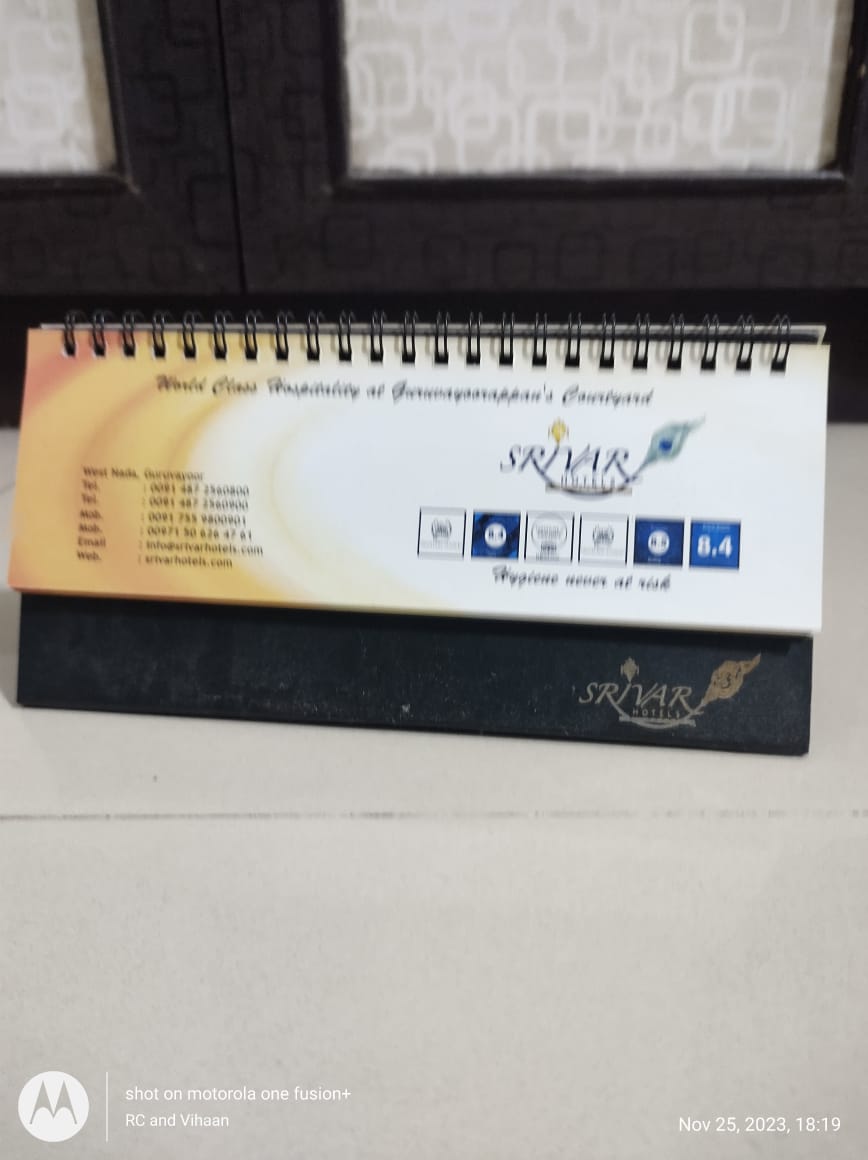 World Class Hospitality at Guruvayoorappan's Courtyard
SRIVAR
HOTELS
West Nada, Guruvayoor
Tel. : 0091 487 2560800
Tel. : 0091 487 2560900
Mob. : 0091 755 9800901
Mob. : 00971 50 626 47 61
Email : info@srivarhotels.com
Web. : srivarhotels.com
8.4
Hygiene never at risk
SRIVAR
HOTELS
shot on motorola one fusion+
RC and Vihaan
Nov 25, 2023, 18:19